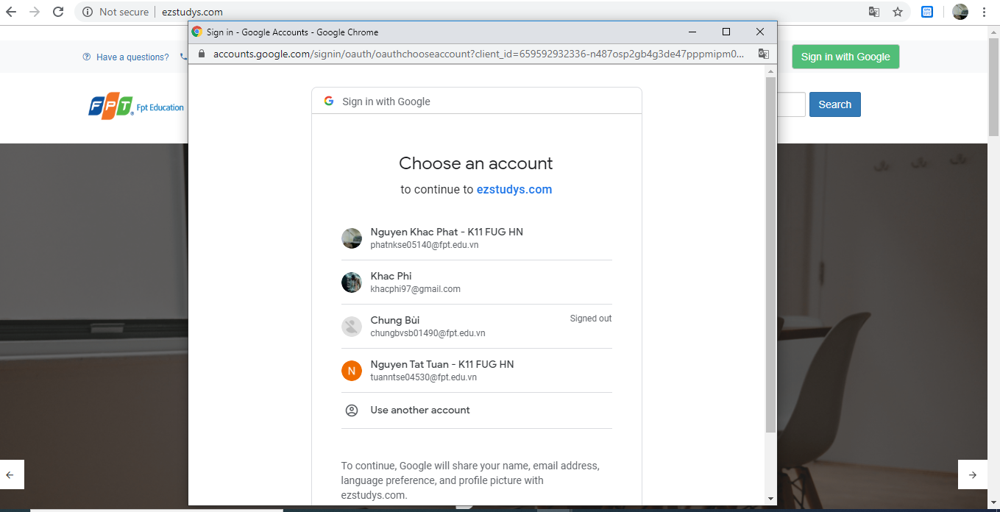 Not secure | ezstudys.com
Sign in - Google Accounts - Google Chrome
accounts.google.com/signin/oauth/oauthchooseaccount?client_id=659592932336-n487osp2gb4g3de47pppmipm0...
Have a questions?
Sign in with Google
FPT Fpt Education
Search
Sign in with Google
Choose an account
to continue to ezstudys.com
Nguyen Khac Phat - K11 FUG HN
phatnkse05140@fpt.edu.vn
Khac Phi
khacphi97@gmail.com
Chung Bùi
Signed out
chungbvsb01490@fpt.edu.vn
N
Nguyen Tat Tuan - K11 FUG HN
tuanntse04530@fpt.edu.vn
Use another account
To continue, Google will share your name, email address,
language preference, and profile picture with
ezstudys.com.